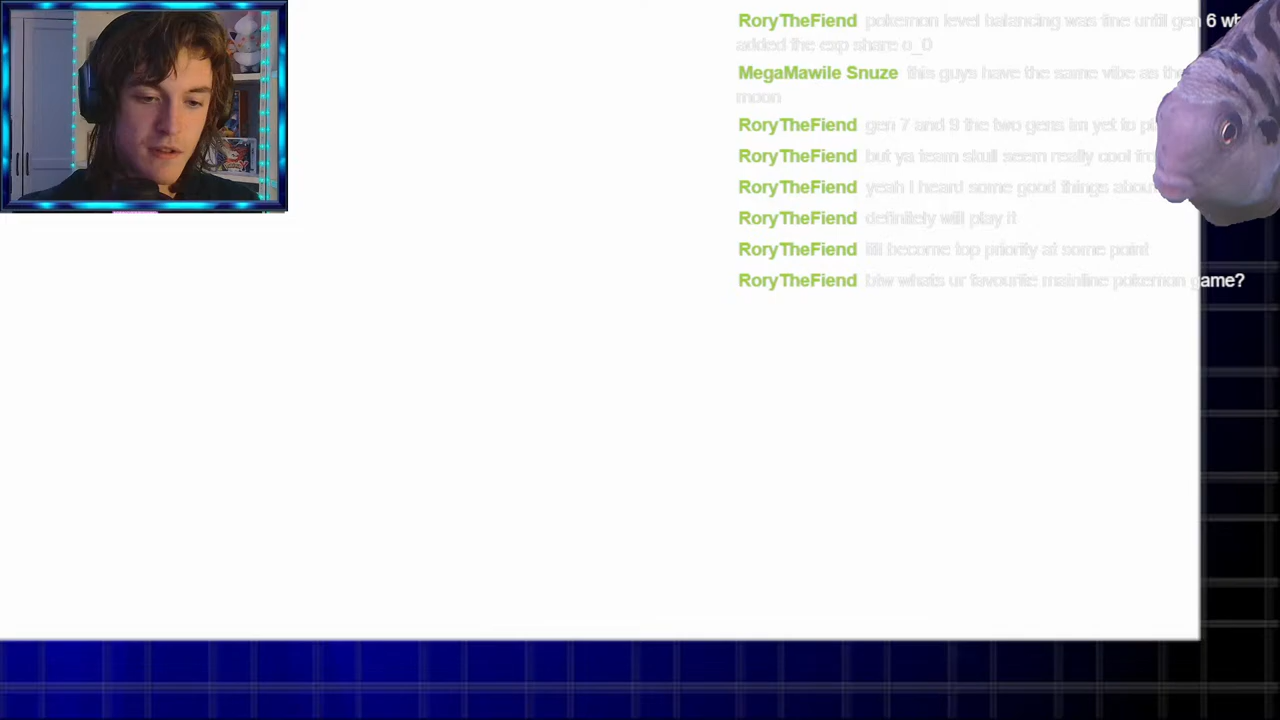 RoryTheFiend pokemon level balancing was fine until gen 6 wh
added the exp share o_0
MegaMawile Snuze this guys have the same vibe as
moon
RoryTheFiend gen 7 and 9 the two gens im yet to
RoryTheFiend but ya team skull seem really cool
RoryTheFiend yeah I heard some good things
RoryTheFiend definitely will play it
RoryTheFiend itll become top priority at some point
RoryTheFiend btw whats ur favourite mainline pokemon game?